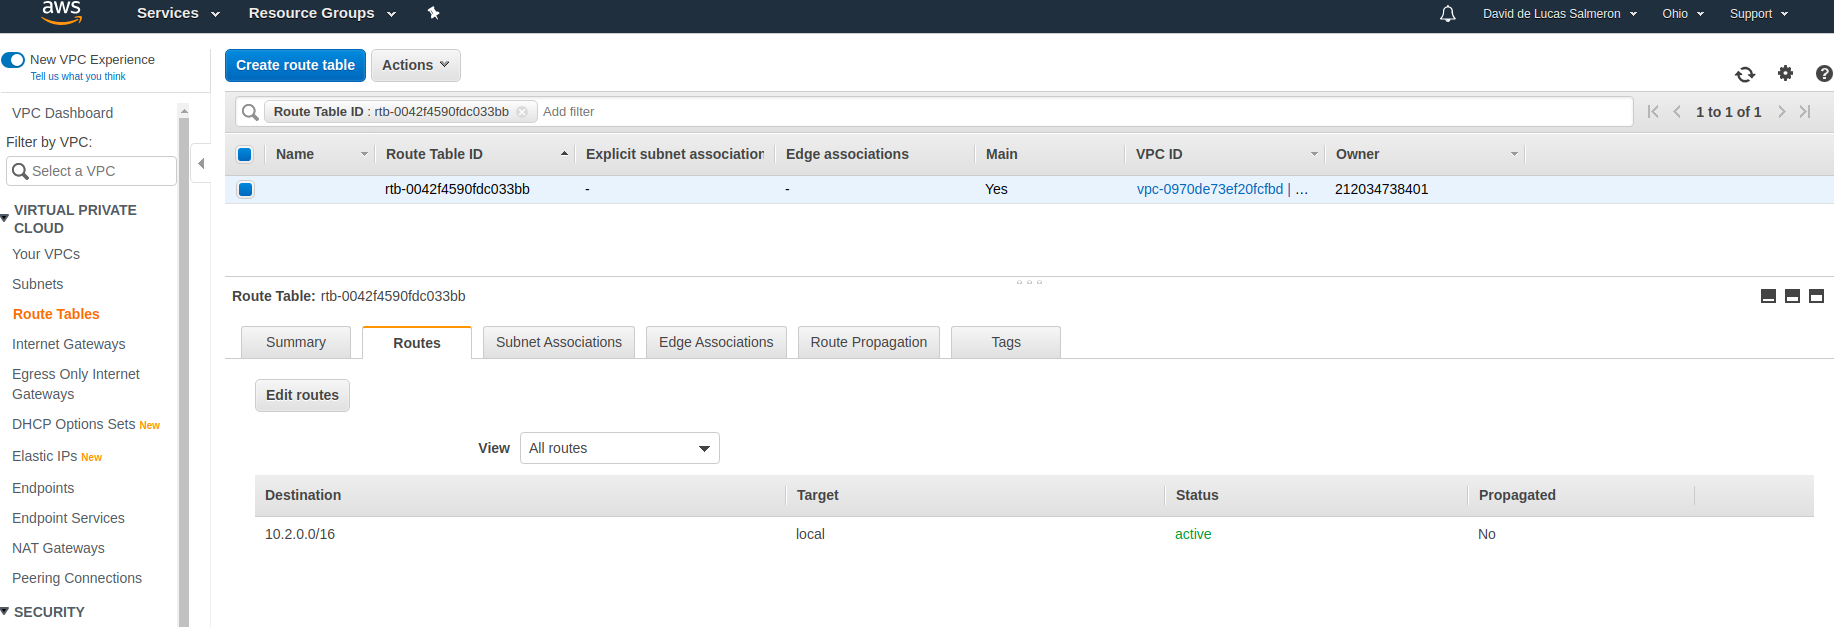 aws
Services
Resource Groups
David de Lucas Salmeron
Ohio
Support
New VPC Experience
Tell us what you think
VPC Dashboard
Filter by VPC:
Select a VPC
VIRTUAL PRIVATE
CLOUD
Your VPCs
Subnets
Route Tables
Internet Gateways
Egress Only Internet
Gateways
DHCP Options Sets New
Elastic IPs New
Endpoints
Endpoint Services
NAT Gateways
Peering Connections
SECURITY
Create route table
Actions
?
Route Table ID : rtb-0042f4590fdc033bb
Add filter
1 to 1 of 1
Name
Route Table ID
Explicit subnet association
Edge associations
Main
VPC ID
Owner
rtb-0042f4590fdc033bb
-
-
Yes
vpc-0970de73ef20fcfbd | …
212034738401
Route Table: rtb-0042f4590fdc033bb
Summary
Routes
Subnet Associations
Edge Associations
Route Propagation
Tags
Edit routes
View
All routes
Destination
Target
Status
Propagated
10.2.0.0/16
local
active
No